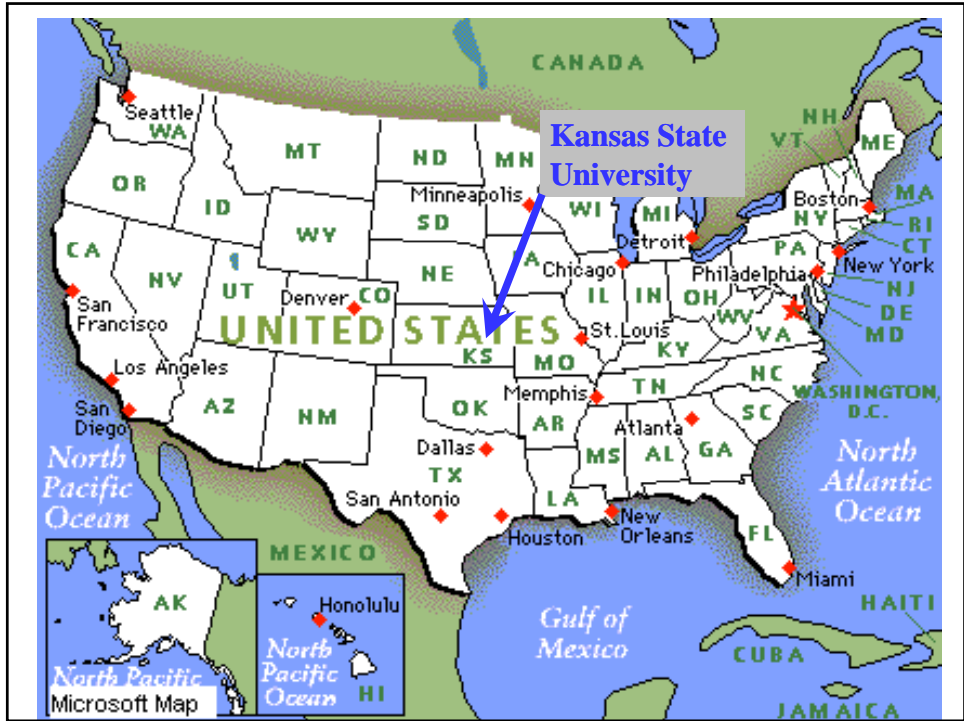 CANADA
Seattle
WA
MT
ND
MN
Kansas State
University
NH
VT
ME
OR
ID
WY
SD
Minneapolis
WI
MI
Boston
MA
NY
RI
CT
CA
NV
UT
Denver
CO
NE
Chicago
Detroit
IL
IN
OH
PA
Philadelphia
New York
NJ
DE
MD
WV
VA
San
Francisco
UNITED STATES
KS
MO
St. Louis
KY
Los Angeles
San
Diego
AZ
NM
OK
AR
Memphis
TN
NC
SC
WASHINGTON,
D.C.
Dallas
TX
MS
AL
Atlanta
GA
North
Pacific
Ocean
San Antonio
Houston
LA
New
Orleans
FL
North
Atlantic
Ocean
MEXICO
Miami
AK
North Pacific
Microsoft Map
Honolulu
North
Pacific
Ocean
HI
Gulf of
Mexico
CUBA
HAITI
JAMAICA